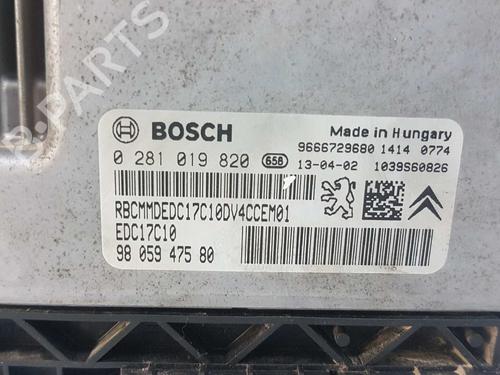 B-PARTS
BOSCH
Made in Hungary
0 281 019 820 658
9666729680 1414 0774
13-04-02 1039S60826
RBCMMDEDC17C10DV4CCEM01
EDC17C10
98 059 475 80